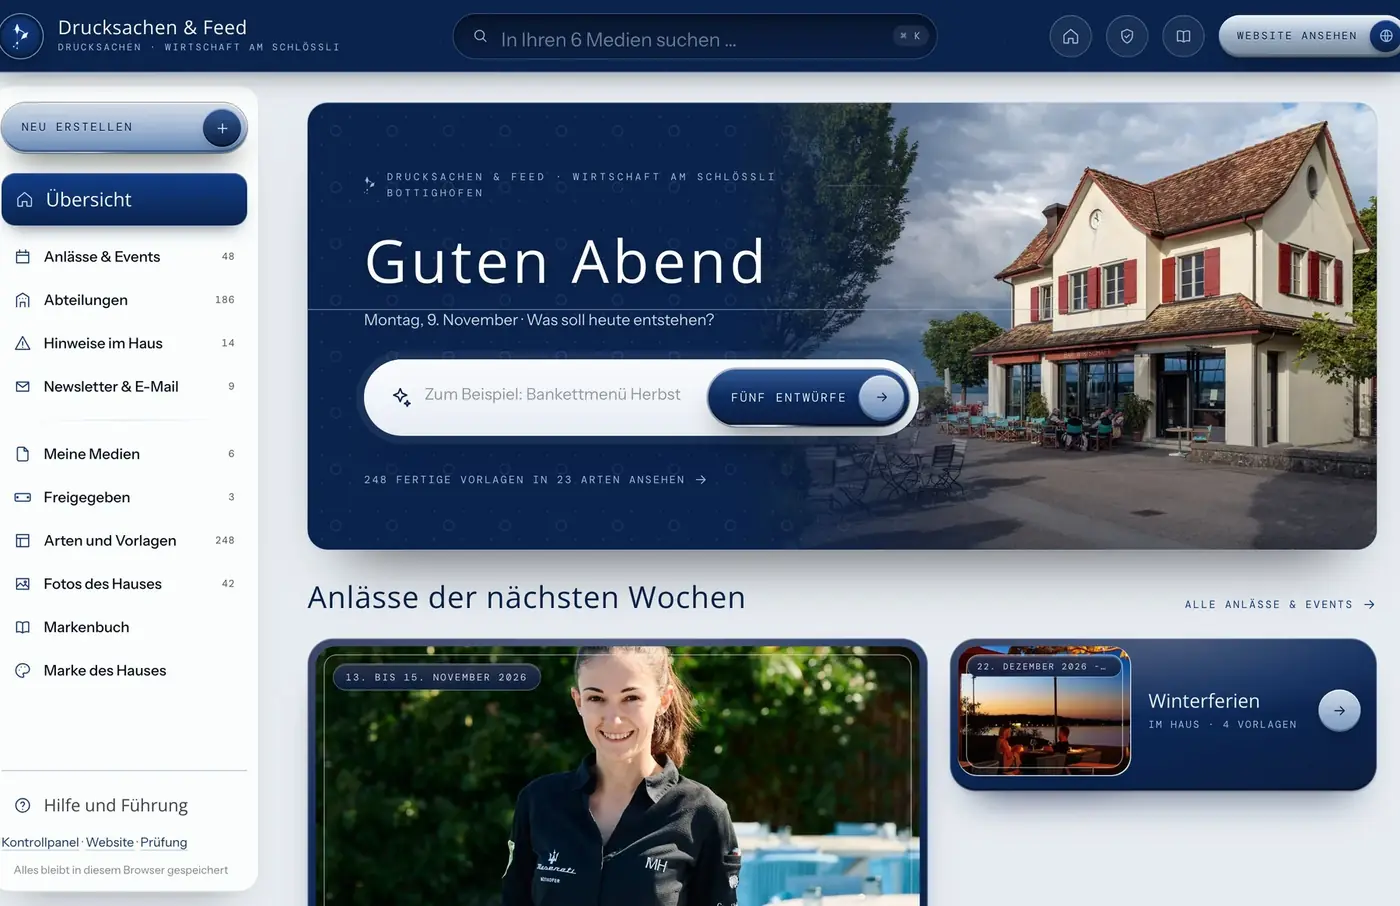 Drucksachen & Feed
DRUCKSACHEN · WIRTSCHAFT AM SCHLÖSSLI
In Ihren 6 Medien suchen ...
⌘ K
WEBSITE ANSEHEN
NEU ERSTELLEN
Übersicht
Anlässe & Events 48
Abteilungen 186
Hinweise im Haus 14
Newsletter & E-Mail 9
Meine Medien 6
Freigegeben 3
Arten und Vorlagen 248
Fotos des Hauses 42
Markenbuch
Marke des Hauses
Hilfe und Führung
Kontrollpanel · Website · Prüfung
Alles bleibt in diesem Browser gespeichert
DRUCKSACHEN & FEED · WIRTSCHAFT AM SCHLÖSSLI
BOTTIGHOFEN
Guten Abend
Montag, 9. November · Was soll heute entstehen?
Zum Beispiel: Bankettmenü Herbst
FÜNF ENTWÜRFE
248 FERTIGE VORLAGEN IN 23 ARTEN ANSEHEN
Anlässe der nächsten Wochen
ALLE ANLÄSSE & EVENTS
13. BIS 15. NOVEMBER 2026
Maserati
MH
22. DEZEMBER 2026 -…
Winterferien
IM HAUS · 4 VORLAGEN